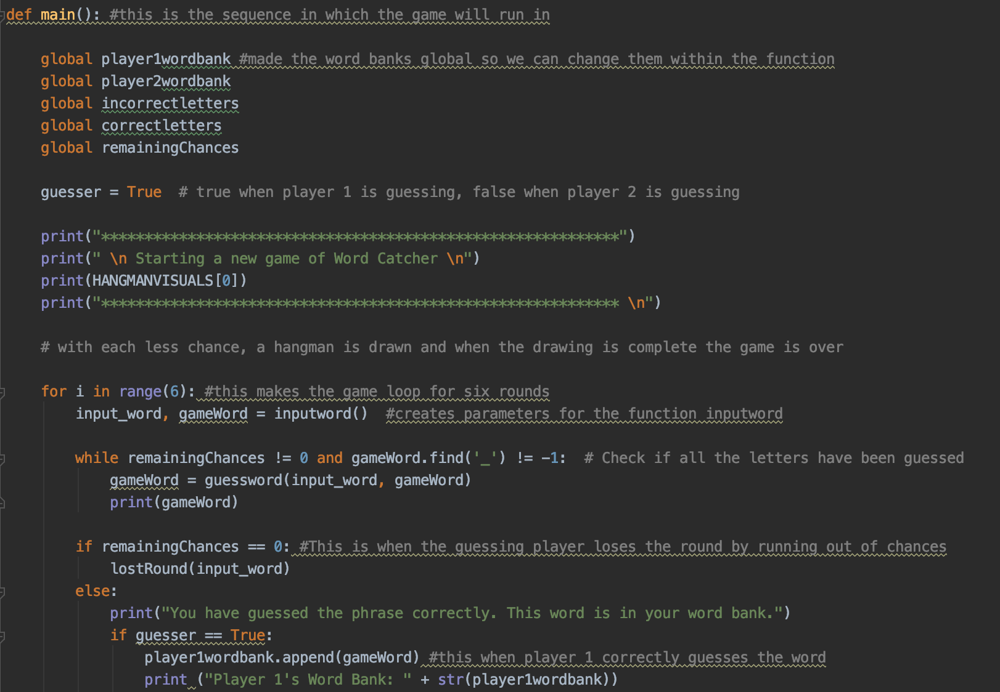 def main(): #this is the sequence in which the game will run in
global player1wordbank #made the word banks global so we can change them within the function
global player2wordbank
global incorrectletters
global correctletters
global remainingChances
guesser = True  # true when player 1 is guessing, false when player 2 is guessing
print("************************************************************")
print(" \n Starting a new game of Word Catcher \n")
print(HANGMANVISUALS[0])
print("************************************************************ \n")
# with each less chance, a hangman is drawn and when the drawing is complete the game is over
for i in range(6): #this makes the game loop for six rounds
input_word, gameWord = inputword()  #creates parameters for the function inputword
while remainingChances != 0 and gameWord.find('_') != -1:  # Check if all the letters have been guessed
gameWord = guessword(input_word, gameWord)
print(gameWord)
if remainingChances == 0: #This is when the guessing player loses the round by running out of chances
lostRound(input_word)
else:
print("You have guessed the phrase correctly. This word is in your word bank.")
if guesser == True:
player1wordbank.append(gameWord) #this when player 1 correctly guesses the word
print ("Player 1's Word Bank: " + str(player1wordbank))